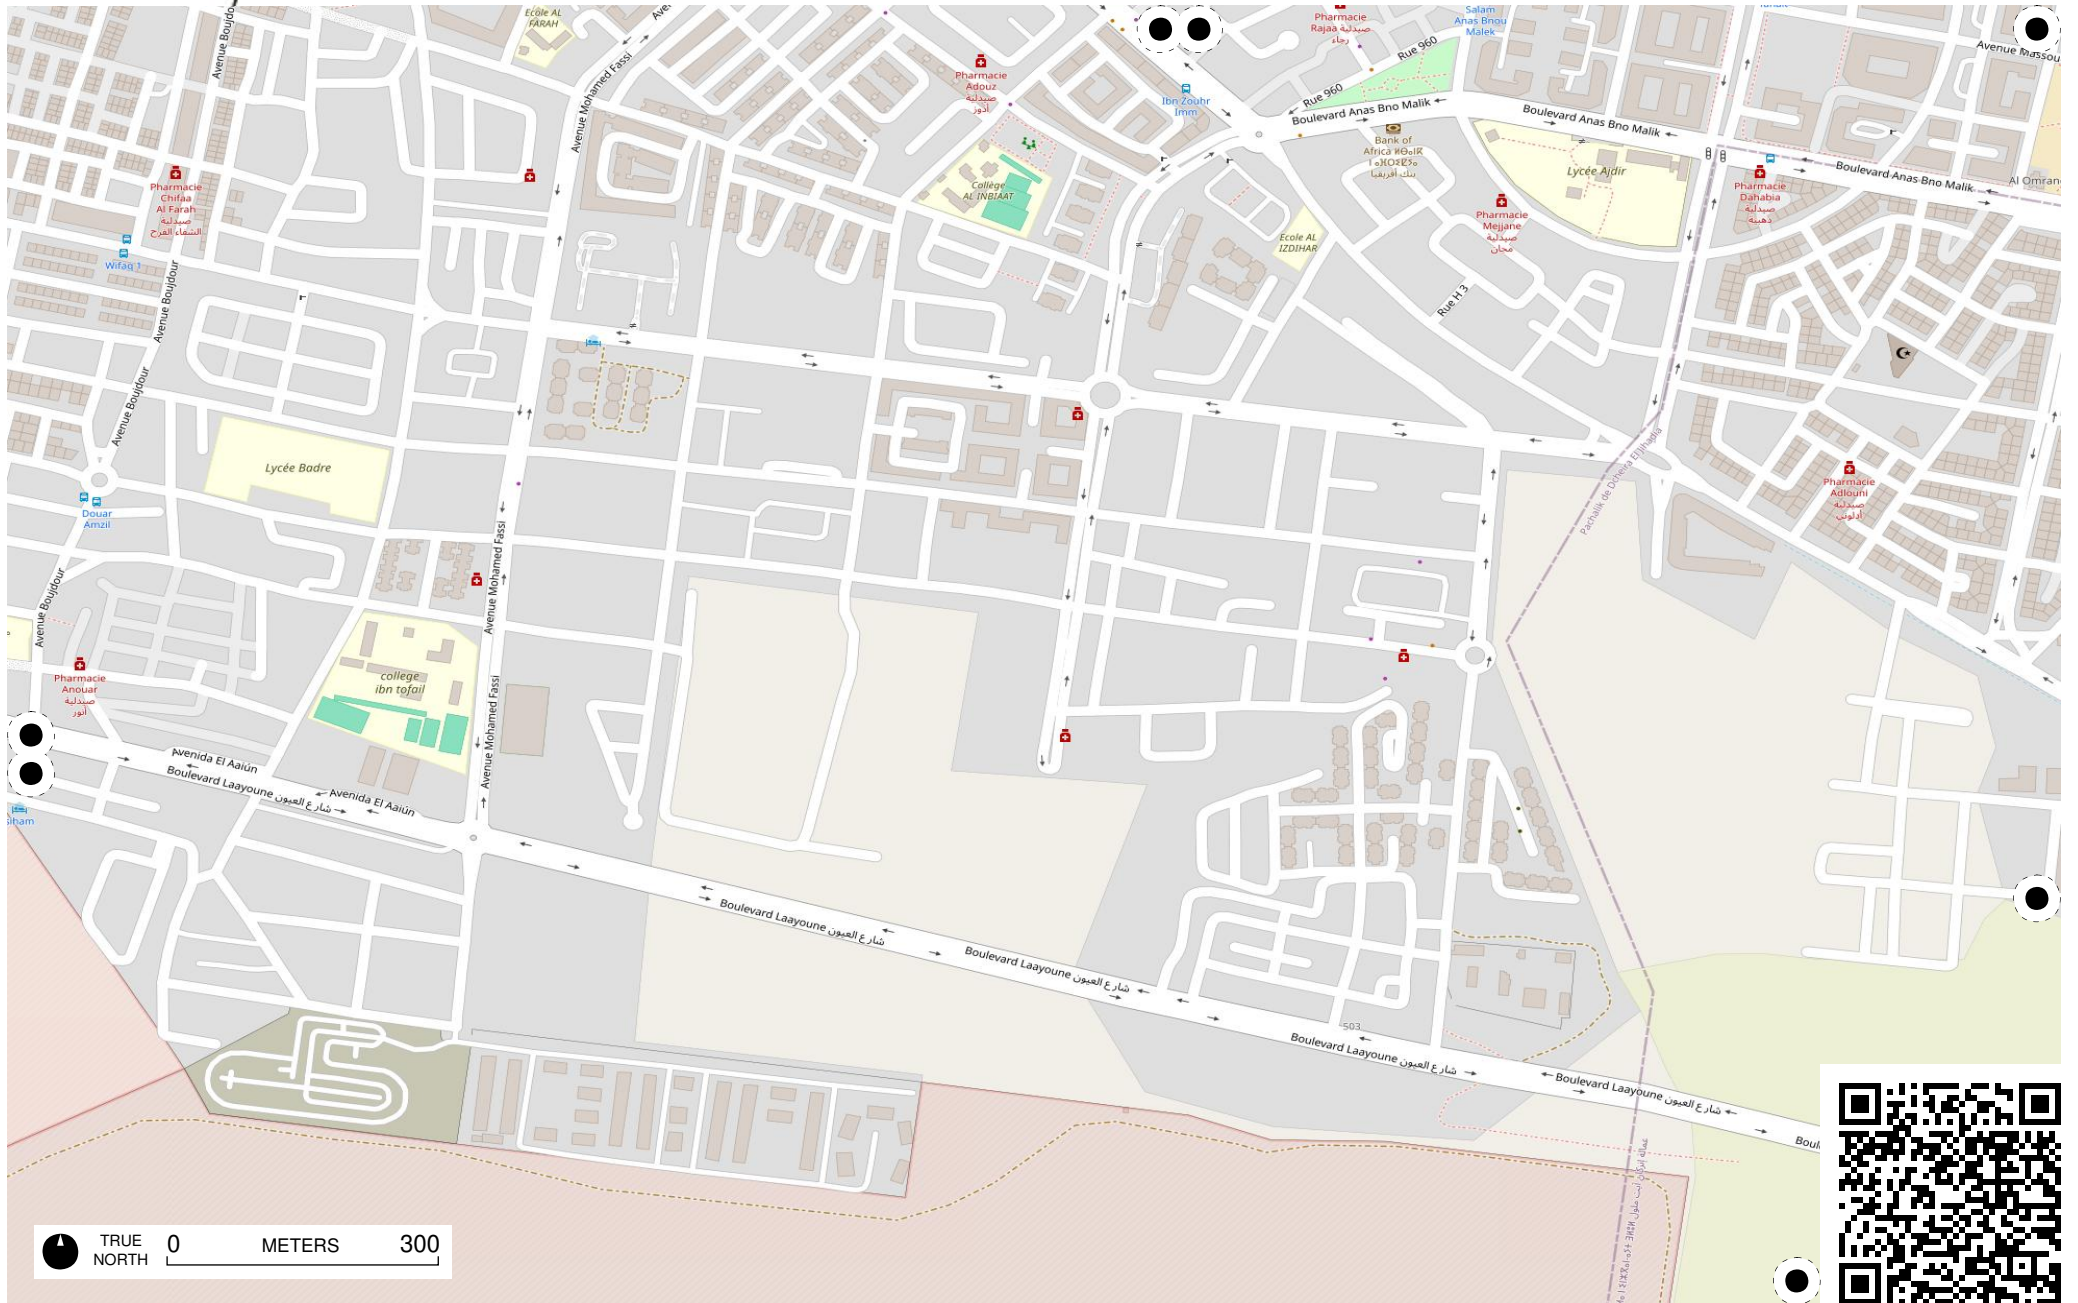 Ecole AL
FARAH
Avenue Boujdour
Avenue Mohamed Fassi
Pharmacie
Adouz
صيدلية
أدوز
Pharmacie
Rajaa صيدلية
رجاء
Salam
Anas Bnou
Malek
Rue 960
Rue 960
Avenue Massou
Ibn Zouhr
Imm
Boulevard Anas Bno Malik
Boulevard Anas Bno Malik
Boulevard Anas Bno Malik
Bank of
بنك أفريقيا
Lycée Ajdir
Al Omran
Pharmacie
Dahabia
صيدلية
دهبية
Pharmacie
Chifaa
Al Farah
صيدلية
الشفاء الفرح
Collège
AL INBIAAT
Pharmacie
Mejjane
صيدلية
مجان
Ecole AL
IZDIHAR
Wifaq 1
Avenue Boujdour
Rue H 3
Avenue Boujdour
Lycée Badre
Pachalik de Dcheira El Jihadia
Pharmacie
Adlouni
صيدلية
أدلوني
Douar
Amzil
Avenue Mohamed Fassi
Avenue Boujdour
Pharmacie
Anouar
صيدلية
أنور
college
ibn tofail
Avenue Mohamed Fassi
Avenida El Aaiún
Boulevard Laayoune شارع العيون
Avenida El Aaiún
Siham
Boulevard Laayoune شارع العيون
Boulevard Laayoune شارع العيون
503
Boulevard Laayoune شارع العيون
Boulevard Laayoune شارع العيون
Boul
TRUE
NORTH
0 METERS 300